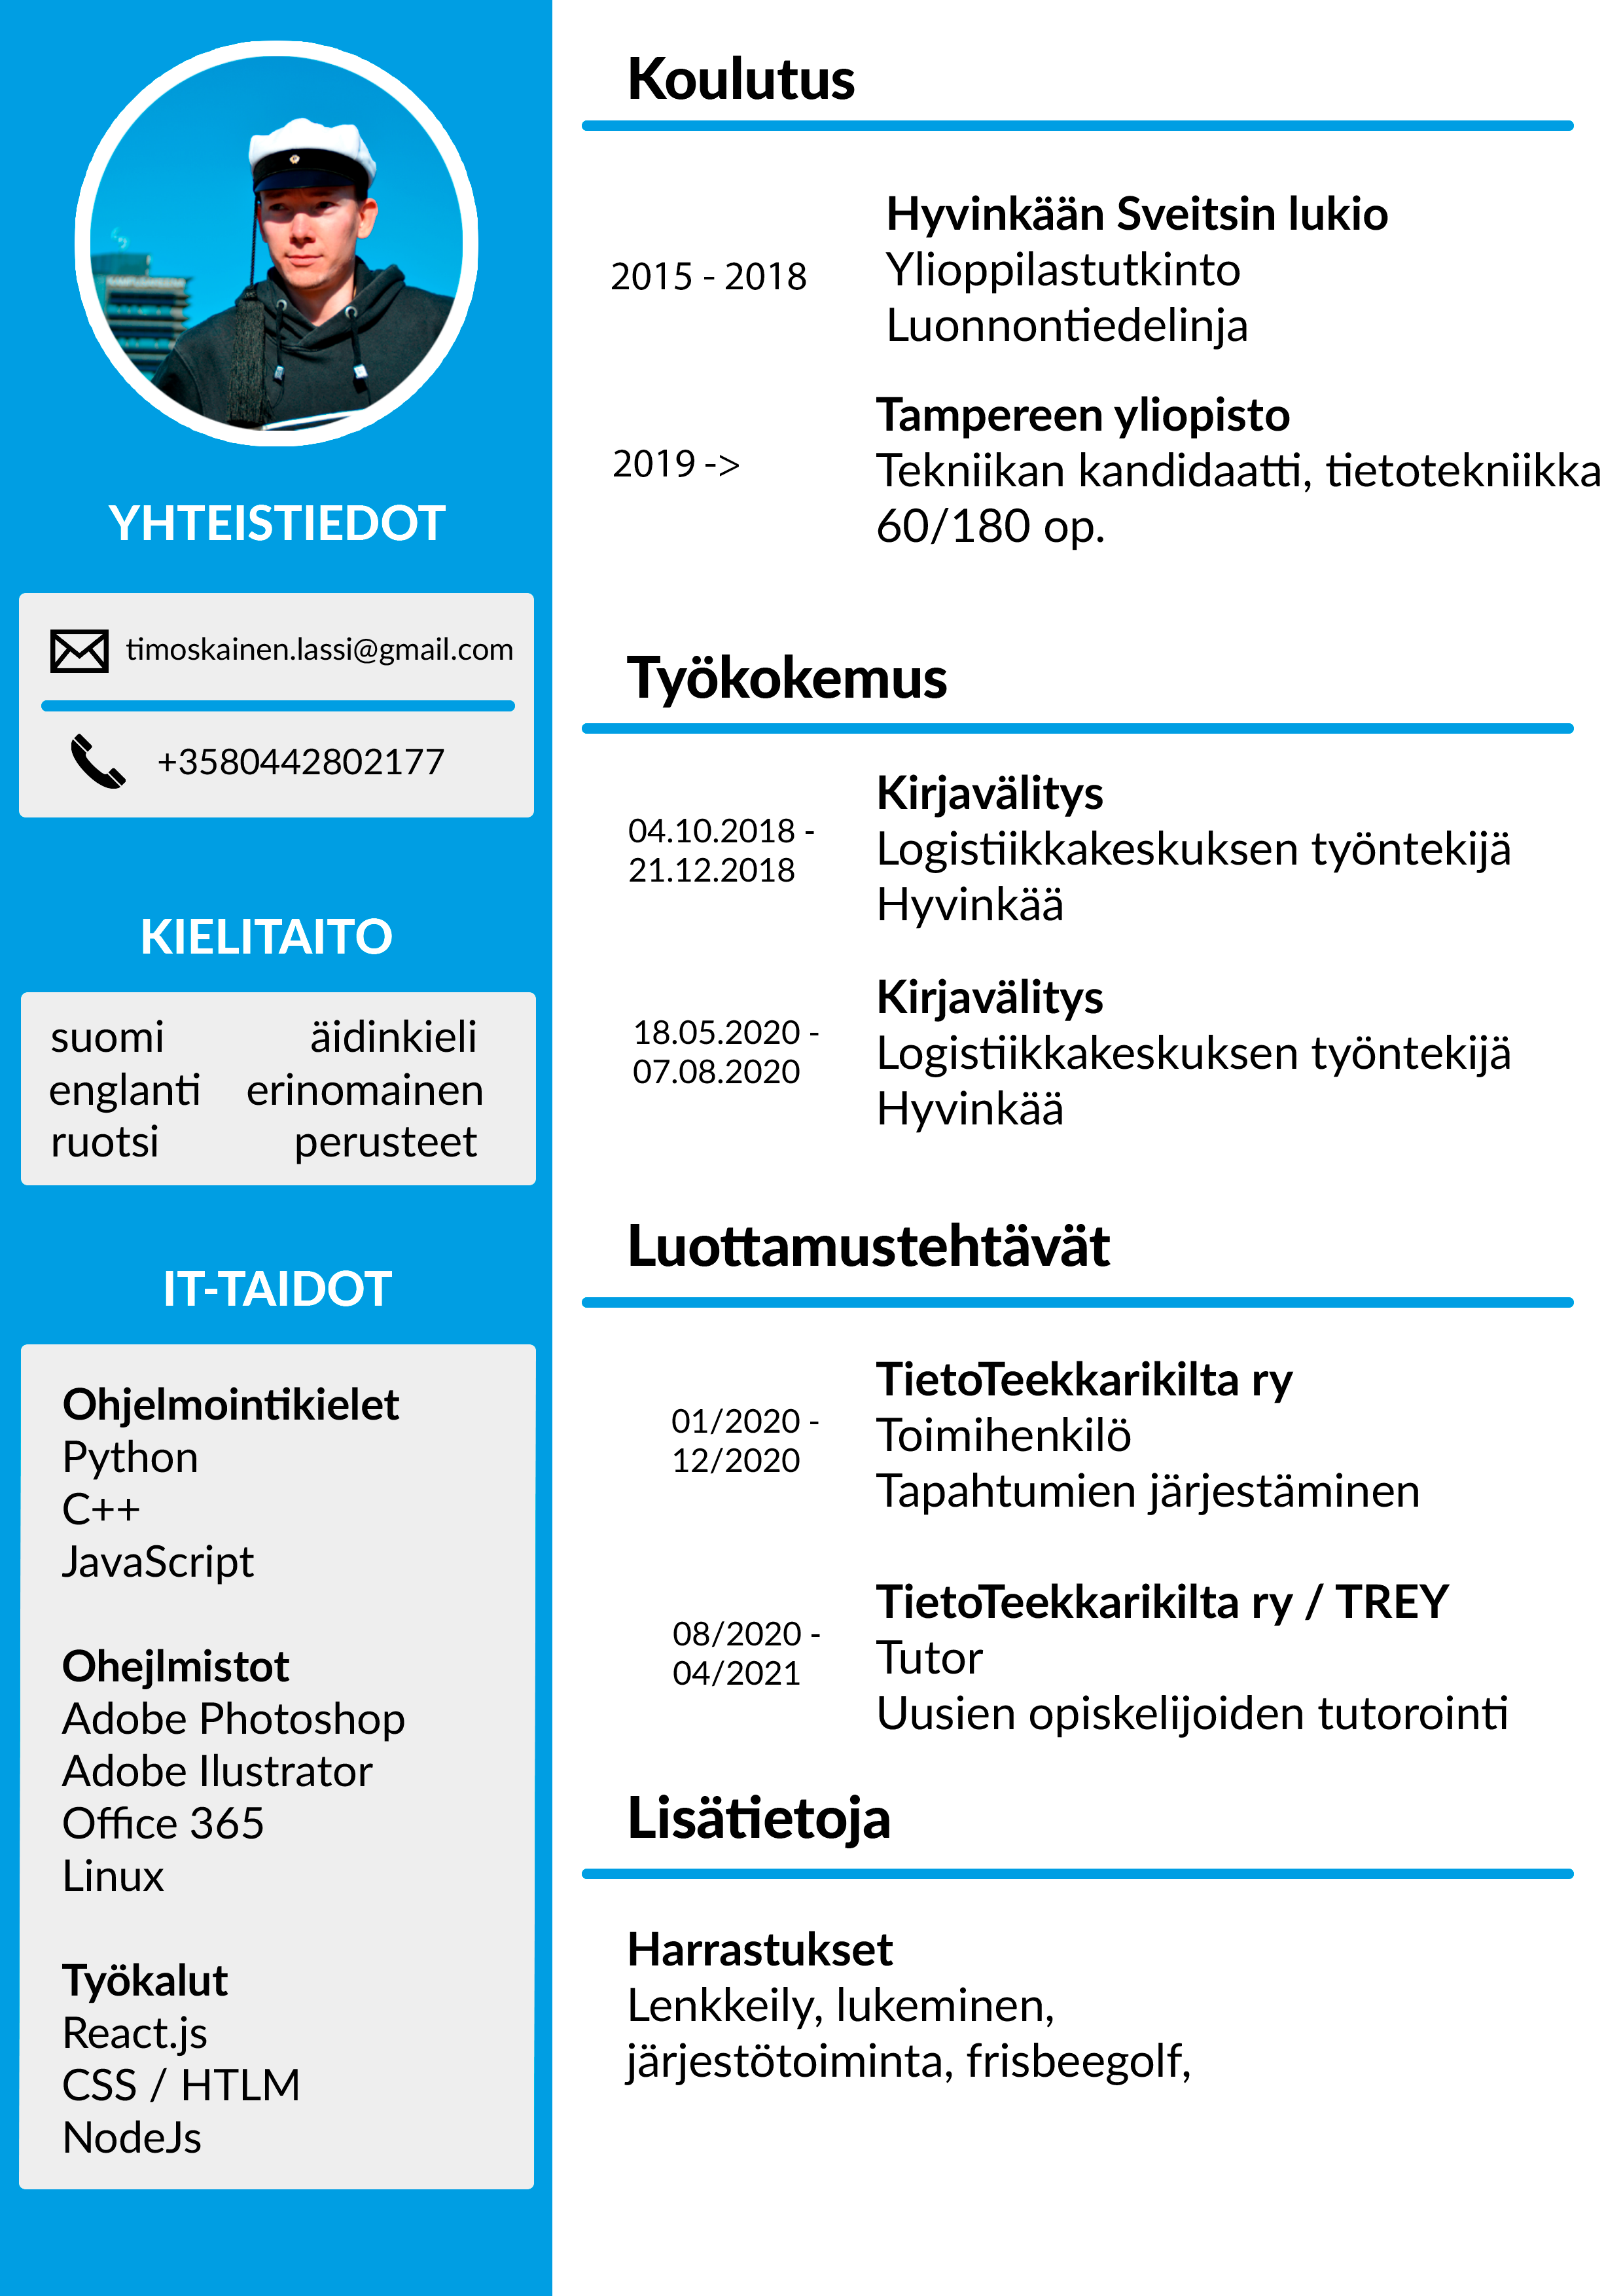 YHTEISTIEDOT
timoskainen.lassi@gmail.com
+3580442802177
KIELITAITO
suomi äidinkieli
englanti erinomainen
ruotsi perusteet
IT-TAIDOT
Ohjelmointikielet
Python
C++
JavaScript
Ohejlmistot
Adobe Photoshop
Adobe Ilustrator
Office 365
Linux
Työkalut
React.js
CSS / HTLM
NodeJs
Koulutus
2015 - 2018
Hyvinkään Sveitsin lukio
Ylioppilastutkinto
Luonnontiedelinja
2019 ->
Tampereen yliopisto
Tekniikan kandidaatti, tietotekniikka
60/180 op.
Työkokemus
04.10.2018 -
21.12.2018
Kirjavälitys
Logistiikkakeskuksen työntekijä
Hyvinkää
18.05.2020 -
07.08.2020
Kirjavälitys
Logistiikkakeskuksen työntekijä
Hyvinkää
Luottamustehtävät
01/2020 -
12/2020
TietoTeekkarikilta ry
Toimihenkilö
Tapahtumien järjestäminen
08/2020 -
04/2021
TietoTeekkarikilta ry / TREY
Tutor
Uusien opiskelijoiden tutorointi
Lisätietoja
Harrastukset
Lenkkeily, lukeminen,
järjestötoiminta, frisbeegolf,